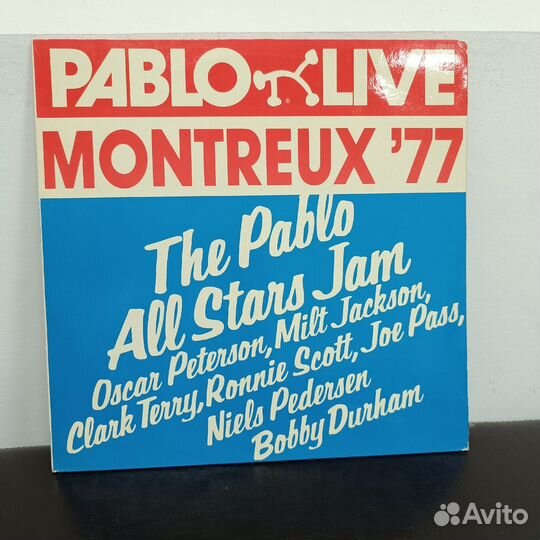 PABLO LIVE
MONTREUX '77
The Pablo
All Stars Jam
Oscar Peterson, Milt Jackson,
Clark Terry, Ronnie Scott, Joe Pass,
Niels Pedersen
Bobby Durham
Avito